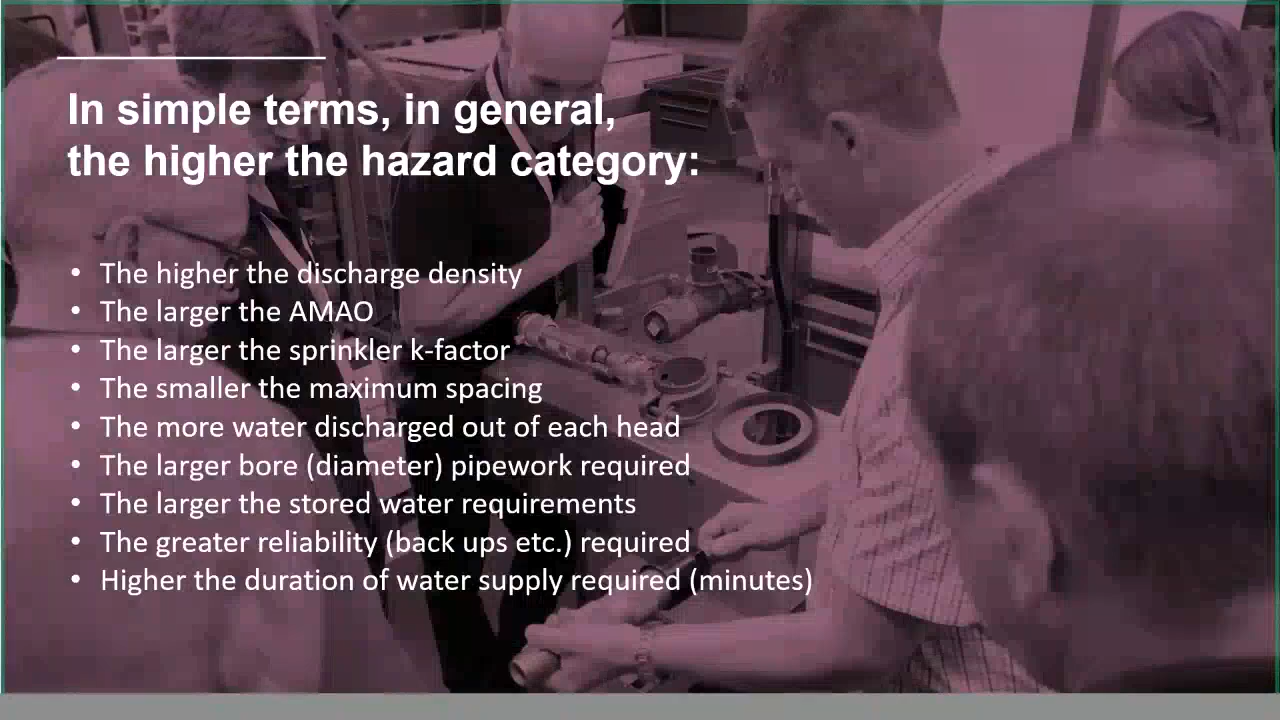 In simple terms, in general,
the higher the hazard category:
• The higher the discharge density
• The larger the AMAO
• The larger the sprinkler k-factor
• The smaller the maximum spacing
• The more water discharged out of each head
• The larger bore (diameter) pipework required
• The larger the stored water requirements
• The greater reliability (back ups etc.) required
• Higher the duration of water supply required (minutes)